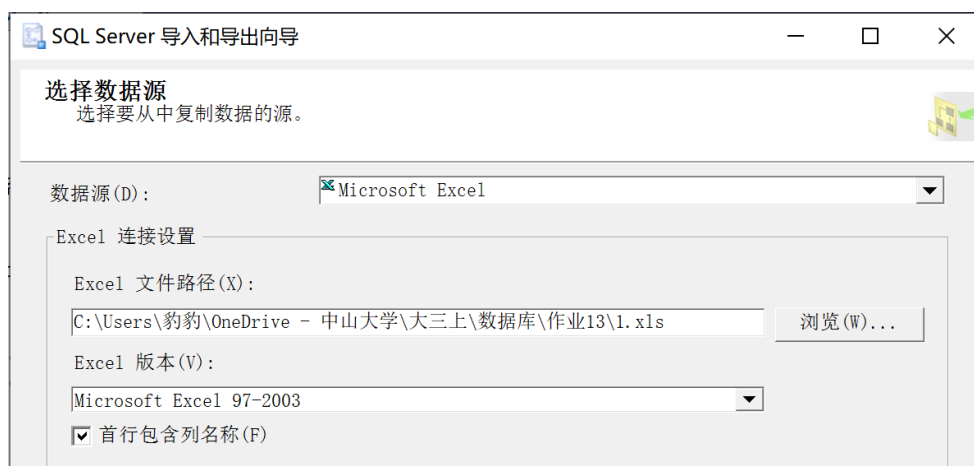 SQL Server 导入和导出向导
选择数据源
选择要从中复制数据的源。
数据源(D):
Microsoft Excel
Excel 连接设置
Excel 文件路径(X):
C:\Users\豹豹\OneDrive - 中山大学\大三上\数据库\作业13\1.xls
浏览(W)...
Excel 版本(V):
Microsoft Excel 97-2003
首行包含列名称(F)